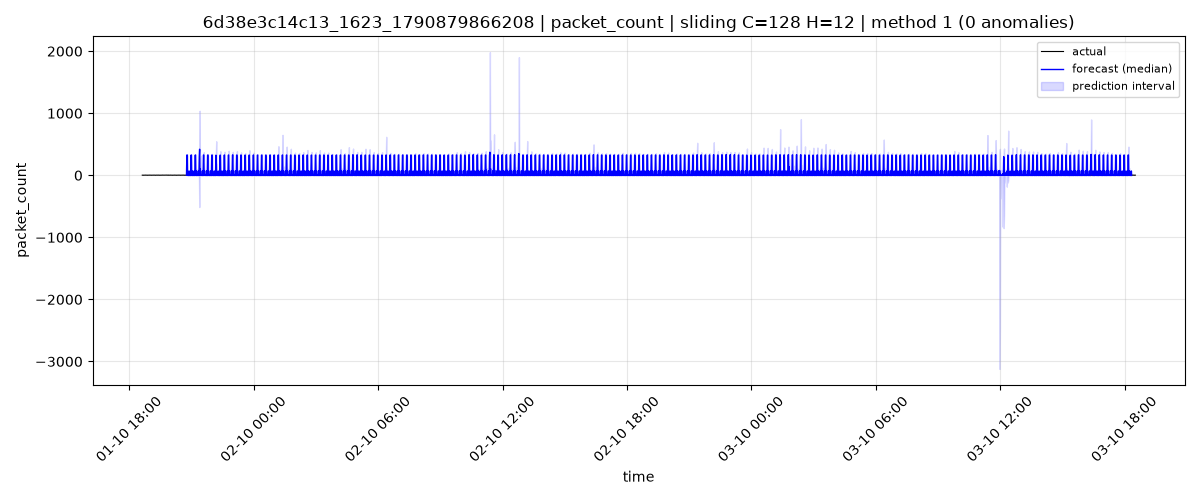 6d38e3c14c13_1623_1790879866208 | packet_count | sliding C=128 H=12 | method 1 (0 anomalies)
actual
forecast (median)
prediction interval
packet_count
2000
1000
0
−1000
−2000
−3000
01-10 18:00
02-10 00:00
02-10 06:00
02-10 12:00
02-10 18:00
03-10 00:00
03-10 06:00
03-10 12:00
03-10 18:00
time